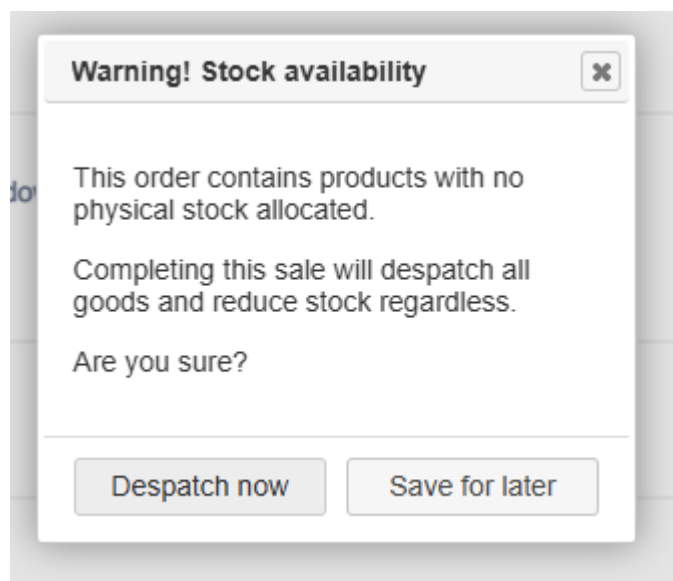 Warning! Stock availability
This order contains products with no
physical stock allocated.
Completing this sale will despatch all
goods and reduce stock regardless.
Are you sure?
Despatch now
Save for later